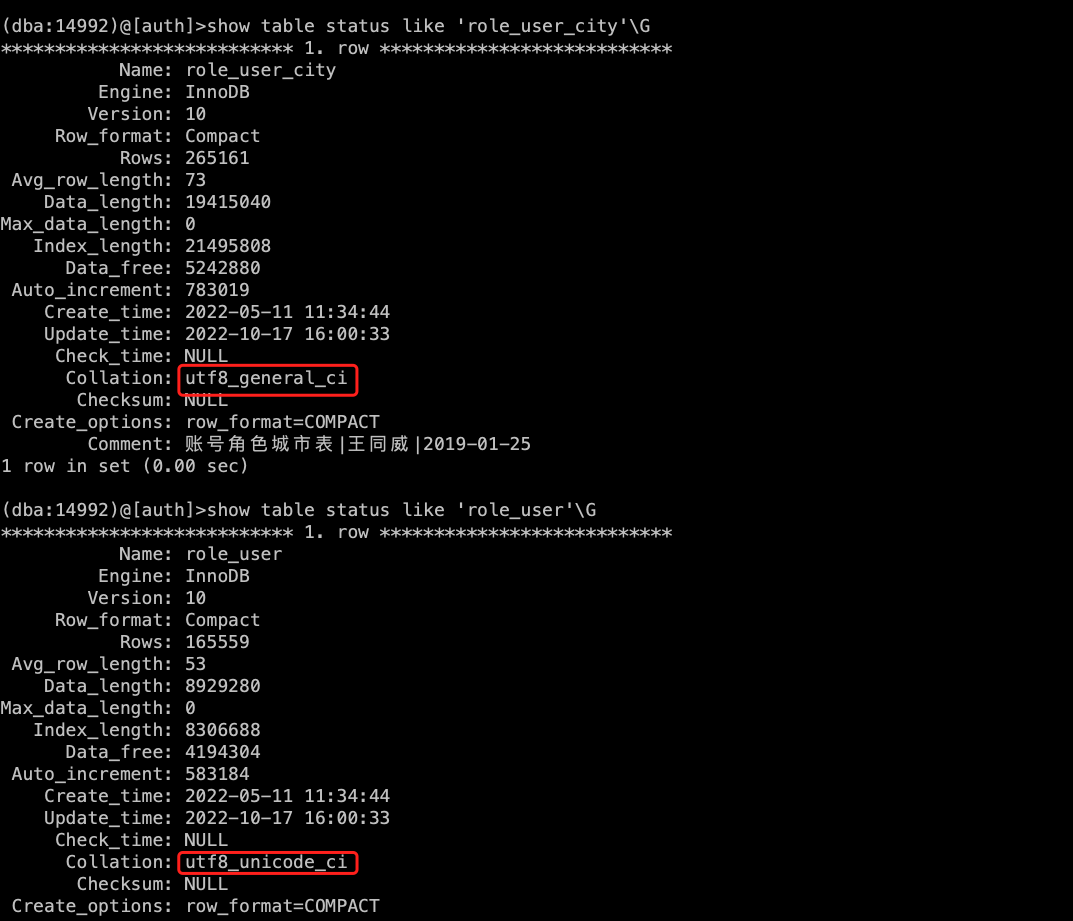 (dba:14992)@[auth]>show table status like 'role_user_city'\G
*************************** 1. row ***************************
Name: role_user_city
Engine: InnoDB
Version: 10
Row_format: Compact
Rows: 265161
Avg_row_length: 73
Data_length: 19415040
Max_data_length: 0
Index_length: 21495808
Data_free: 5242880
Auto_increment: 783019
Create_time: 2022-05-11 11:34:44
Update_time: 2022-10-17 16:00:33
Check_time: NULL
Collation: utf8_general_ci
Checksum: NULL
Create_options: row_format=COMPACT
Comment: 账号角色城市表|王同威|2019-01-25
1 row in set (0.00 sec)
(dba:14992)@[auth]>show table status like 'role_user'\G
*************************** 1. row ***************************
Name: role_user
Engine: InnoDB
Version: 10
Row_format: Compact
Rows: 165559
Avg_row_length: 53
Data_length: 8929280
Max_data_length: 0
Index_length: 8306688
Data_free: 4194304
Auto_increment: 583184
Create_time: 2022-05-11 11:34:44
Update_time: 2022-10-17 16:00:33
Check_time: NULL
Collation: utf8_unicode_ci
Checksum: NULL
Create_options: row_format=COMPACT